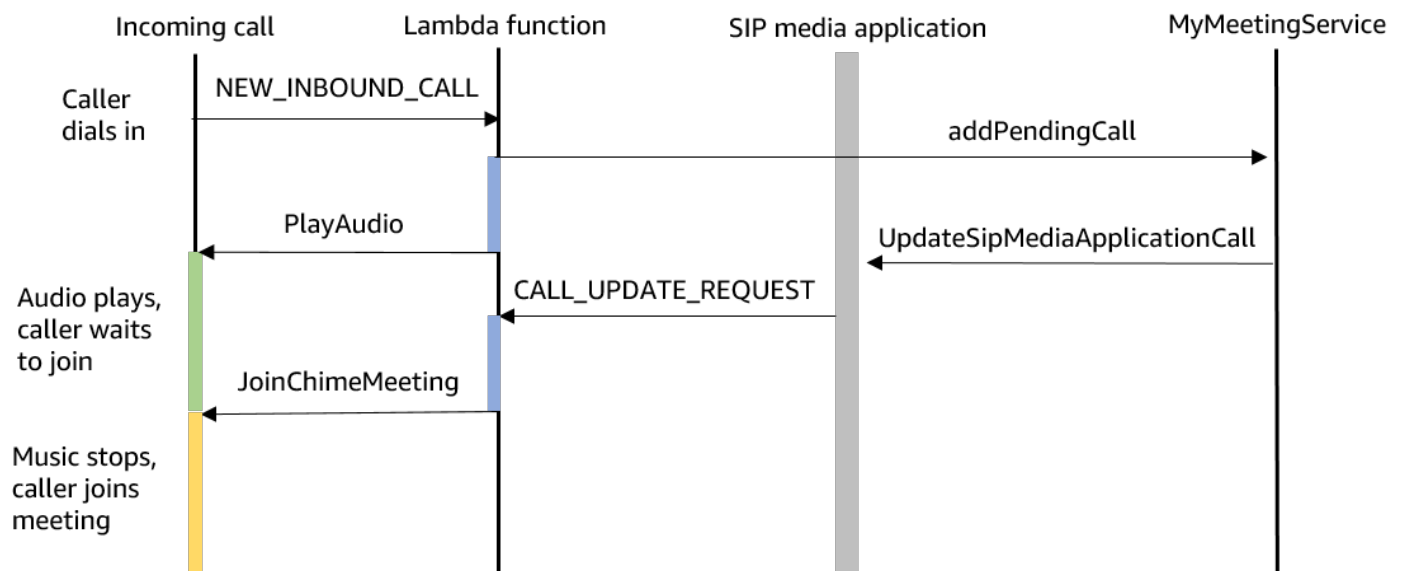 Incoming call
Lambda function
SIP media application
MyMeetingService
Caller
dials in
NEW_INBOUND_CALL
addPendingCall
PlayAudio
UpdateSipMediaApplicationCall
CALL_UPDATE_REQUEST
Audio plays,
caller waits
to join
JoinChimeMeeting
Music stops,
caller joins
meeting